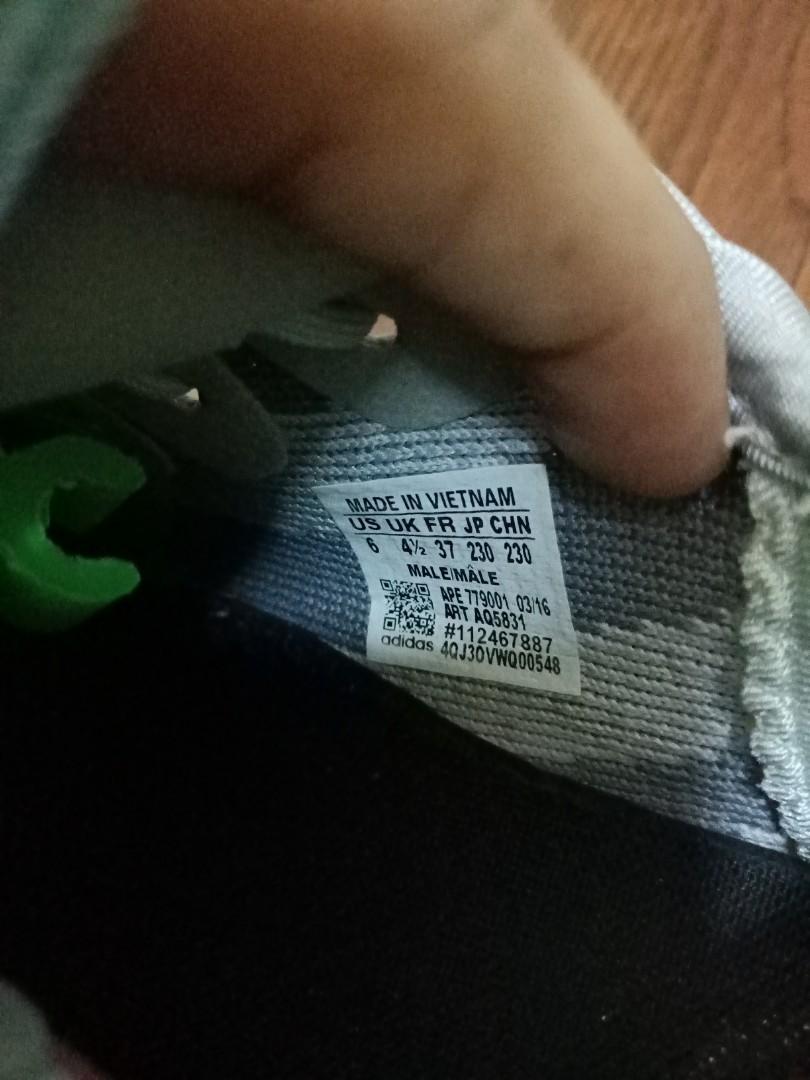 MADE IN VIETNAM
US UK FR JP CHN
6 4½ 37 230 230
MALE/MÂLE
APE 779001 03/16
ART AQ5831
#112467887
adidas 4QJ3OVWQ00548